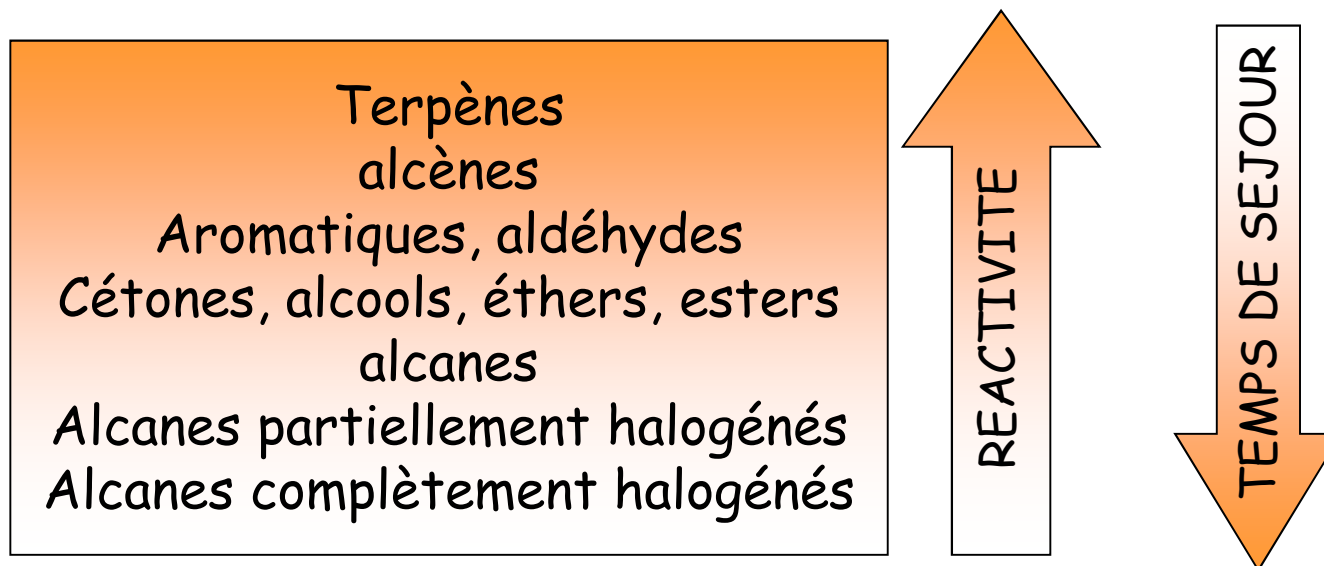 Terpènes
alcènes
Aromatiques, aldéhydes
Cétones, alcools, éthers, esters
alcanes
Alcanes partiellement halogénés
Alcanes complètement halogénés
REACTIVITE
TEMPS DE SEJOUR